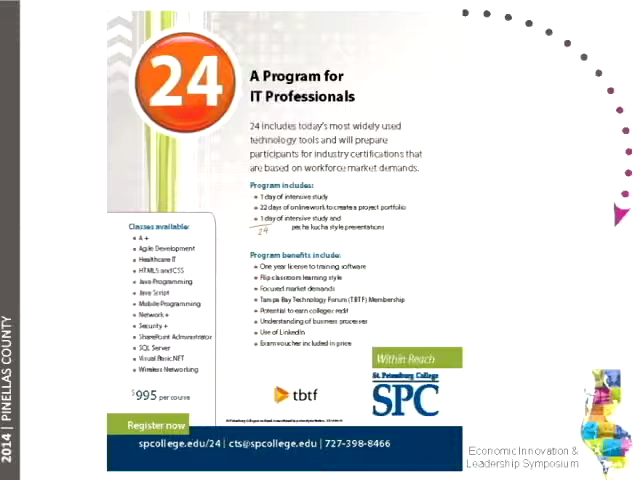 24
A Program for
IT Professionals
24 includes today's most widely used
technology tools and will prepare
participants for industry certifications that
are based on workforce market demands.
Program includes:
• 1 day of intensive study
• 22 days of online work to create a project portfolio
• 1 day of intensive study and
pecha kucha style presentations
24
Classes available:
• A +
• Agile Development
• Healthcare IT
• HTML5 and CSS
• Java Programming
• Java Script
• Mobile Programming
• Network +
• Security +
• SharePoint Administrator
• SQL Server
• Visual Basic.NET
• Wireless Networking
$995 per course
Program benefits include:
• One year license to training software
• Flip classroom learning style
• Focused market demands
• Tampa Bay Technology Forum (TBTF) Membership
• Potential to earn college credit
• Understanding of business processes
• Use of LinkedIn
• Exam voucher included in price
Within Reach
St. Petersburg College
SPC
tbtf
Register now
spcollege.edu/24 | cts@spcollege.edu | 727-398-8466
2014 | PINELLAS COUNTY
Economic Innovation &
Leadership Symposium